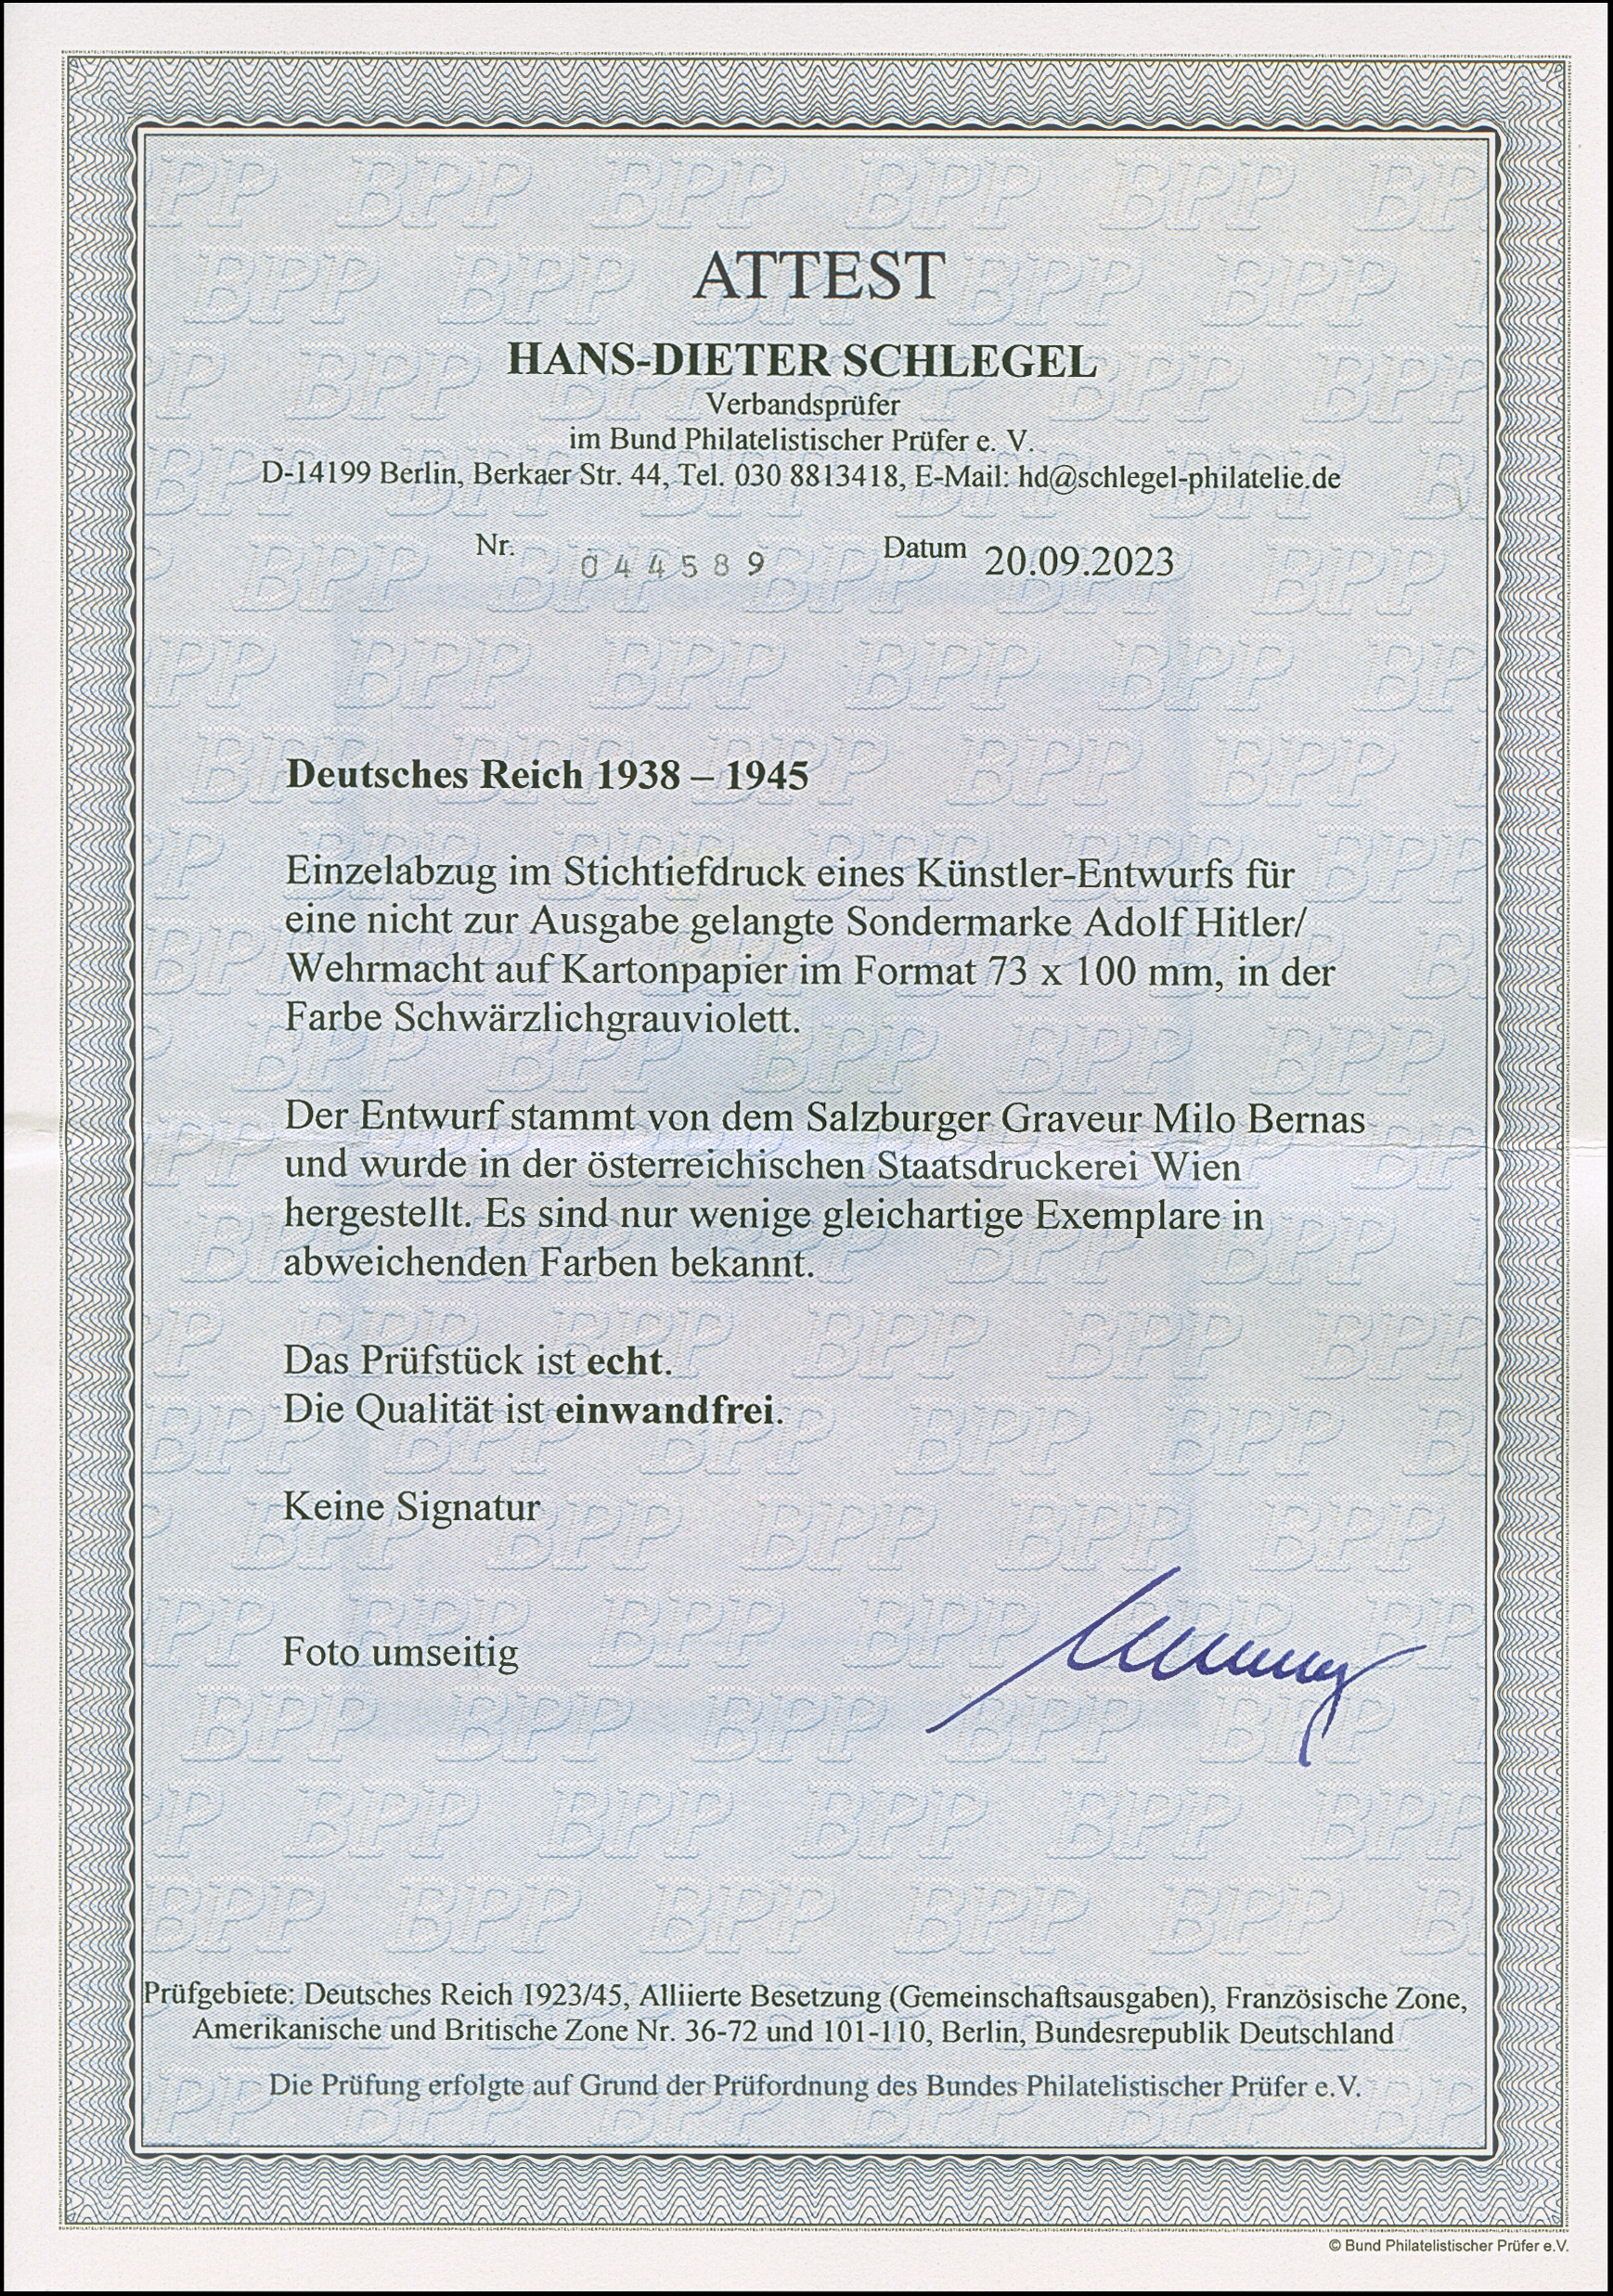 ATTEST
HANS-DIETER SCHLEGEL
Verbandsprüfer
im Bund Philatelistischer Prüfer e. V.
D-14199 Berlin, Berkaer Str. 44, Tel. 030 8813418, E-Mail: hd@schlegel-philatelie.de
Nr. 044589 Datum 20.09.2023
Deutsches Reich 1938 – 1945
Einzelabzug im Stichtiefdruck eines Künstler-Entwurfs für
eine nicht zur Ausgabe gelangte Sondermarke Adolf Hitler/
Wehrmacht auf Kartonpapier im Format 73 x 100 mm, in der
Farbe Schwärzlichgrauviolett.
Der Entwurf stammt von dem Salzburger Graveur Milo Bernas
und wurde in der österreichischen Staatsdruckerei Wien
hergestellt. Es sind nur wenige gleichartige Exemplare in
abweichenden Farben bekannt.
Das Prüfstück ist echt.
Die Qualität ist einwandfrei.
Keine Signatur
Foto umseitig
Prüfgebiete: Deutsches Reich 1923/45, Alliierte Besetzung (Gemeinschaftsausgaben), Französische Zone,
Amerikanische und Britische Zone Nr. 36-72 und 101-110, Berlin, Bundesrepublik Deutschland
Die Prüfung erfolgte auf Grund der Prüfordnung des Bundes Philatelistischer Prüfer e.V.
© Bund Philatelistischer Prüfer e.V.